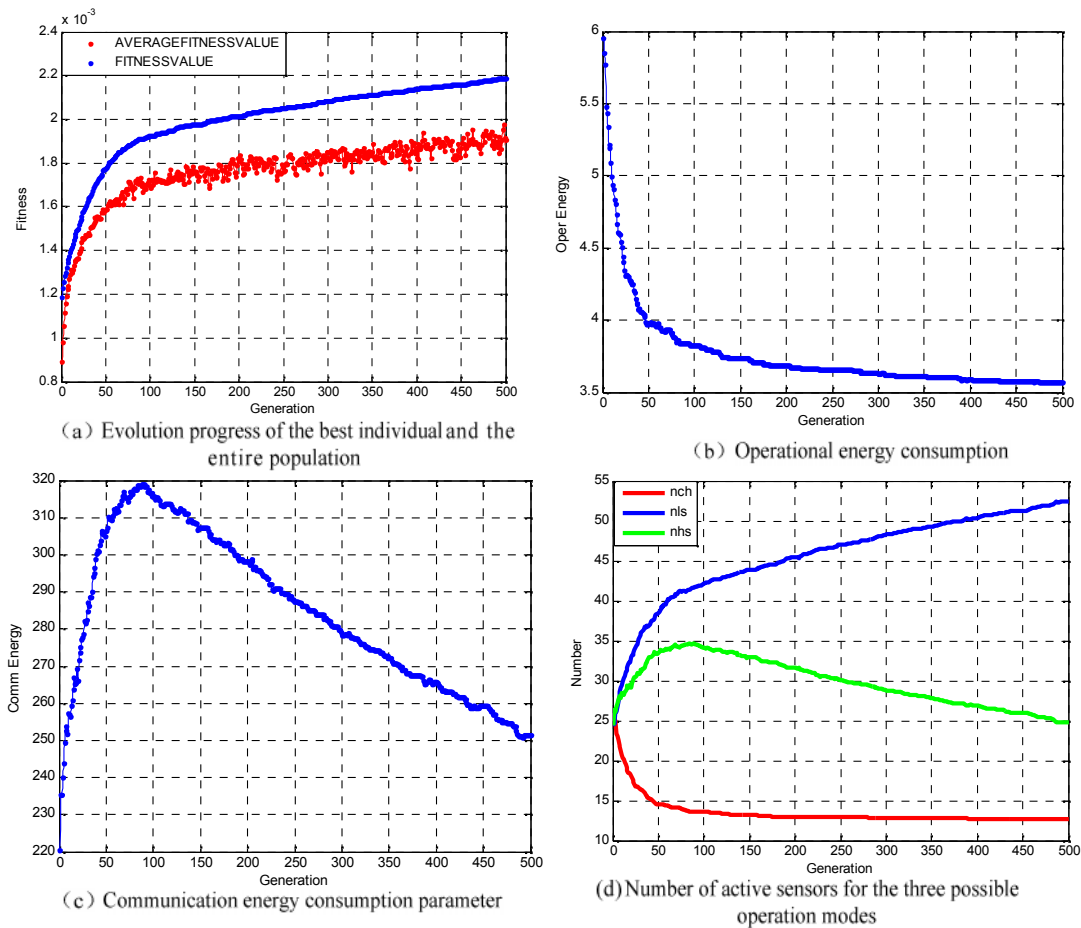 x 10-3
AVERAGEFITNESSVALUE
FITNESSVALUE
2.4
2.2
2
1.8
1.6
1.4
1.2
1
0.8
Fitness
0 50 100 150 200 250 300 350 400 450 500
Generation
(a) Evolution progress of the best individual and the
entire population
6
5.5
5
4.5
4
3.5
Oper Energy
0 50 100 150 200 250 300 350 400 450 500
Generation
(b) Operational energy consumption
320
310
300
290
280
270
260
250
240
230
220
Comm Energy
0 50 100 150 200 250 300 350 400 450 500
Generation
(c) Communication energy consumption parameter
nch
nls
nhs
55
50
45
40
35
30
25
20
15
10
Number
0 50 100 150 200 250 300 350 400 450 500
Generation
(d) Number of active sensors for the three possible
operation modes